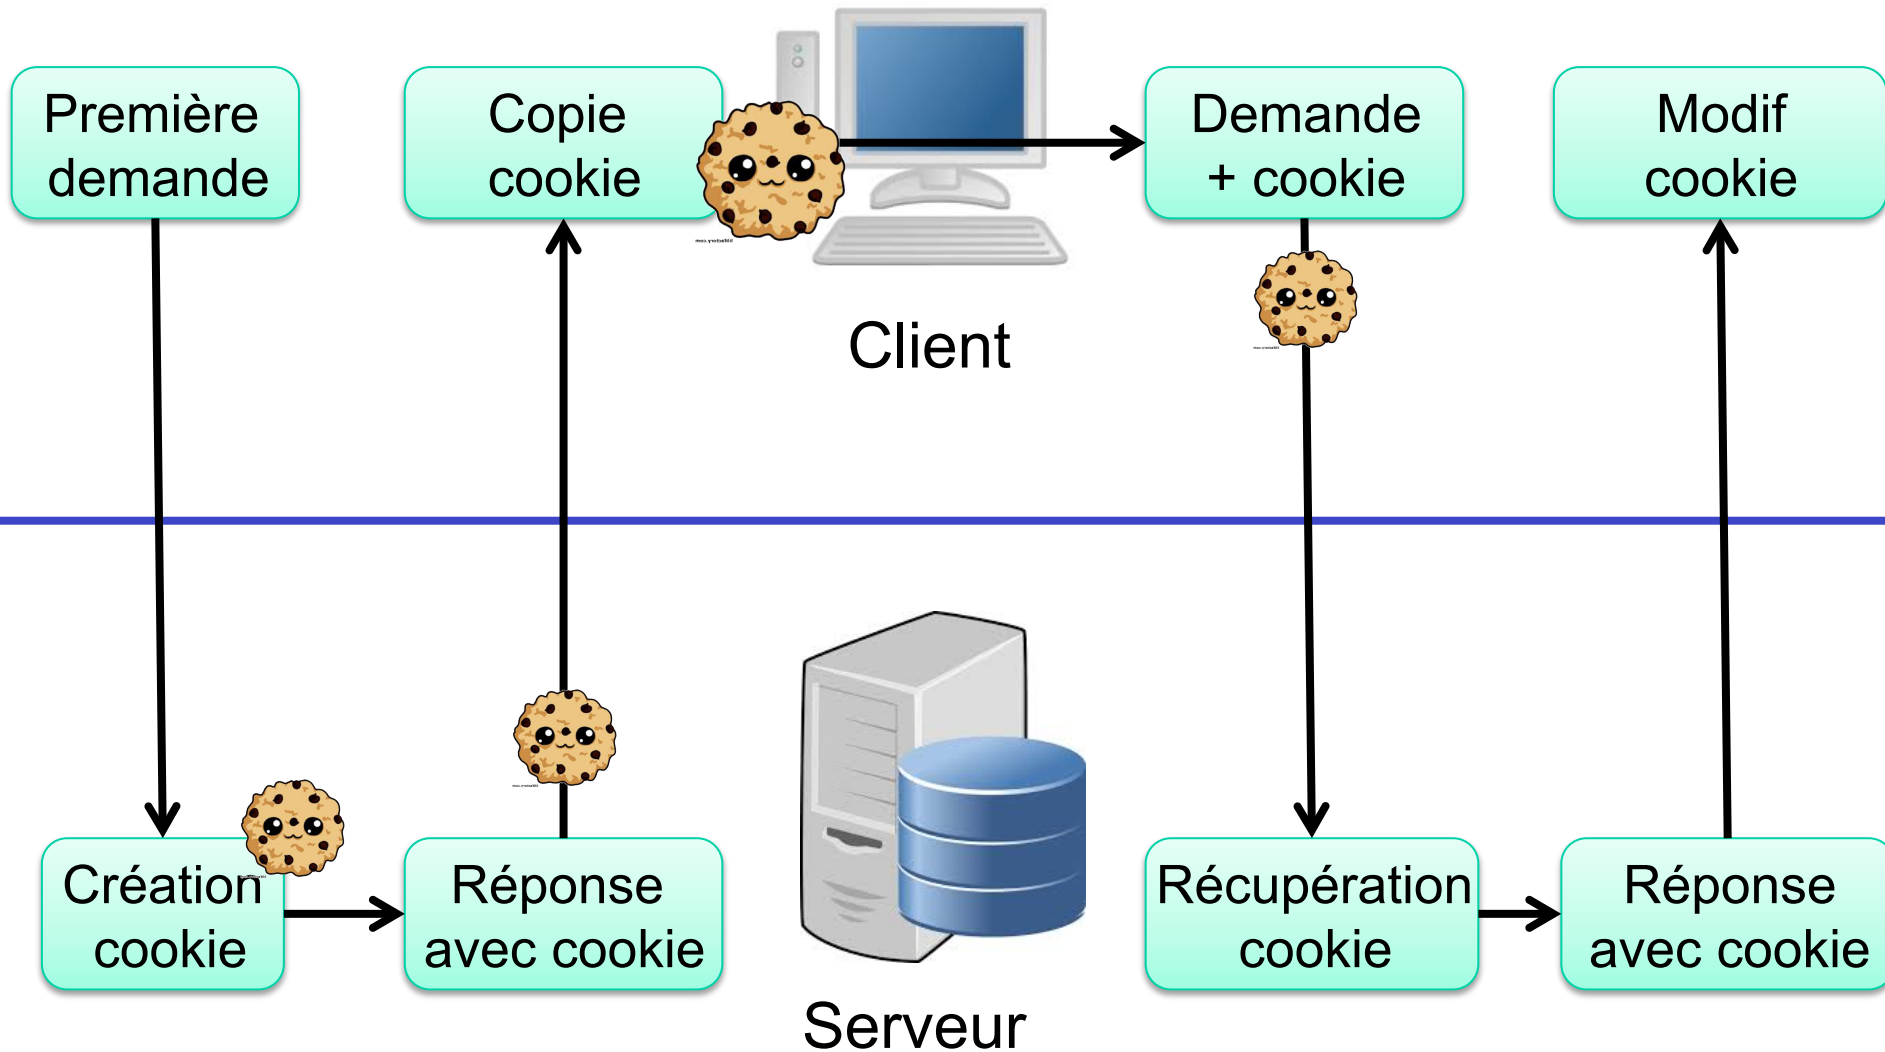 Première
demande
Copie
cookie
Demande
+ cookie
Modif
cookie
Client
Création
cookie
Réponse
avec cookie
Récupération
cookie
Réponse
avec cookie
Serveur